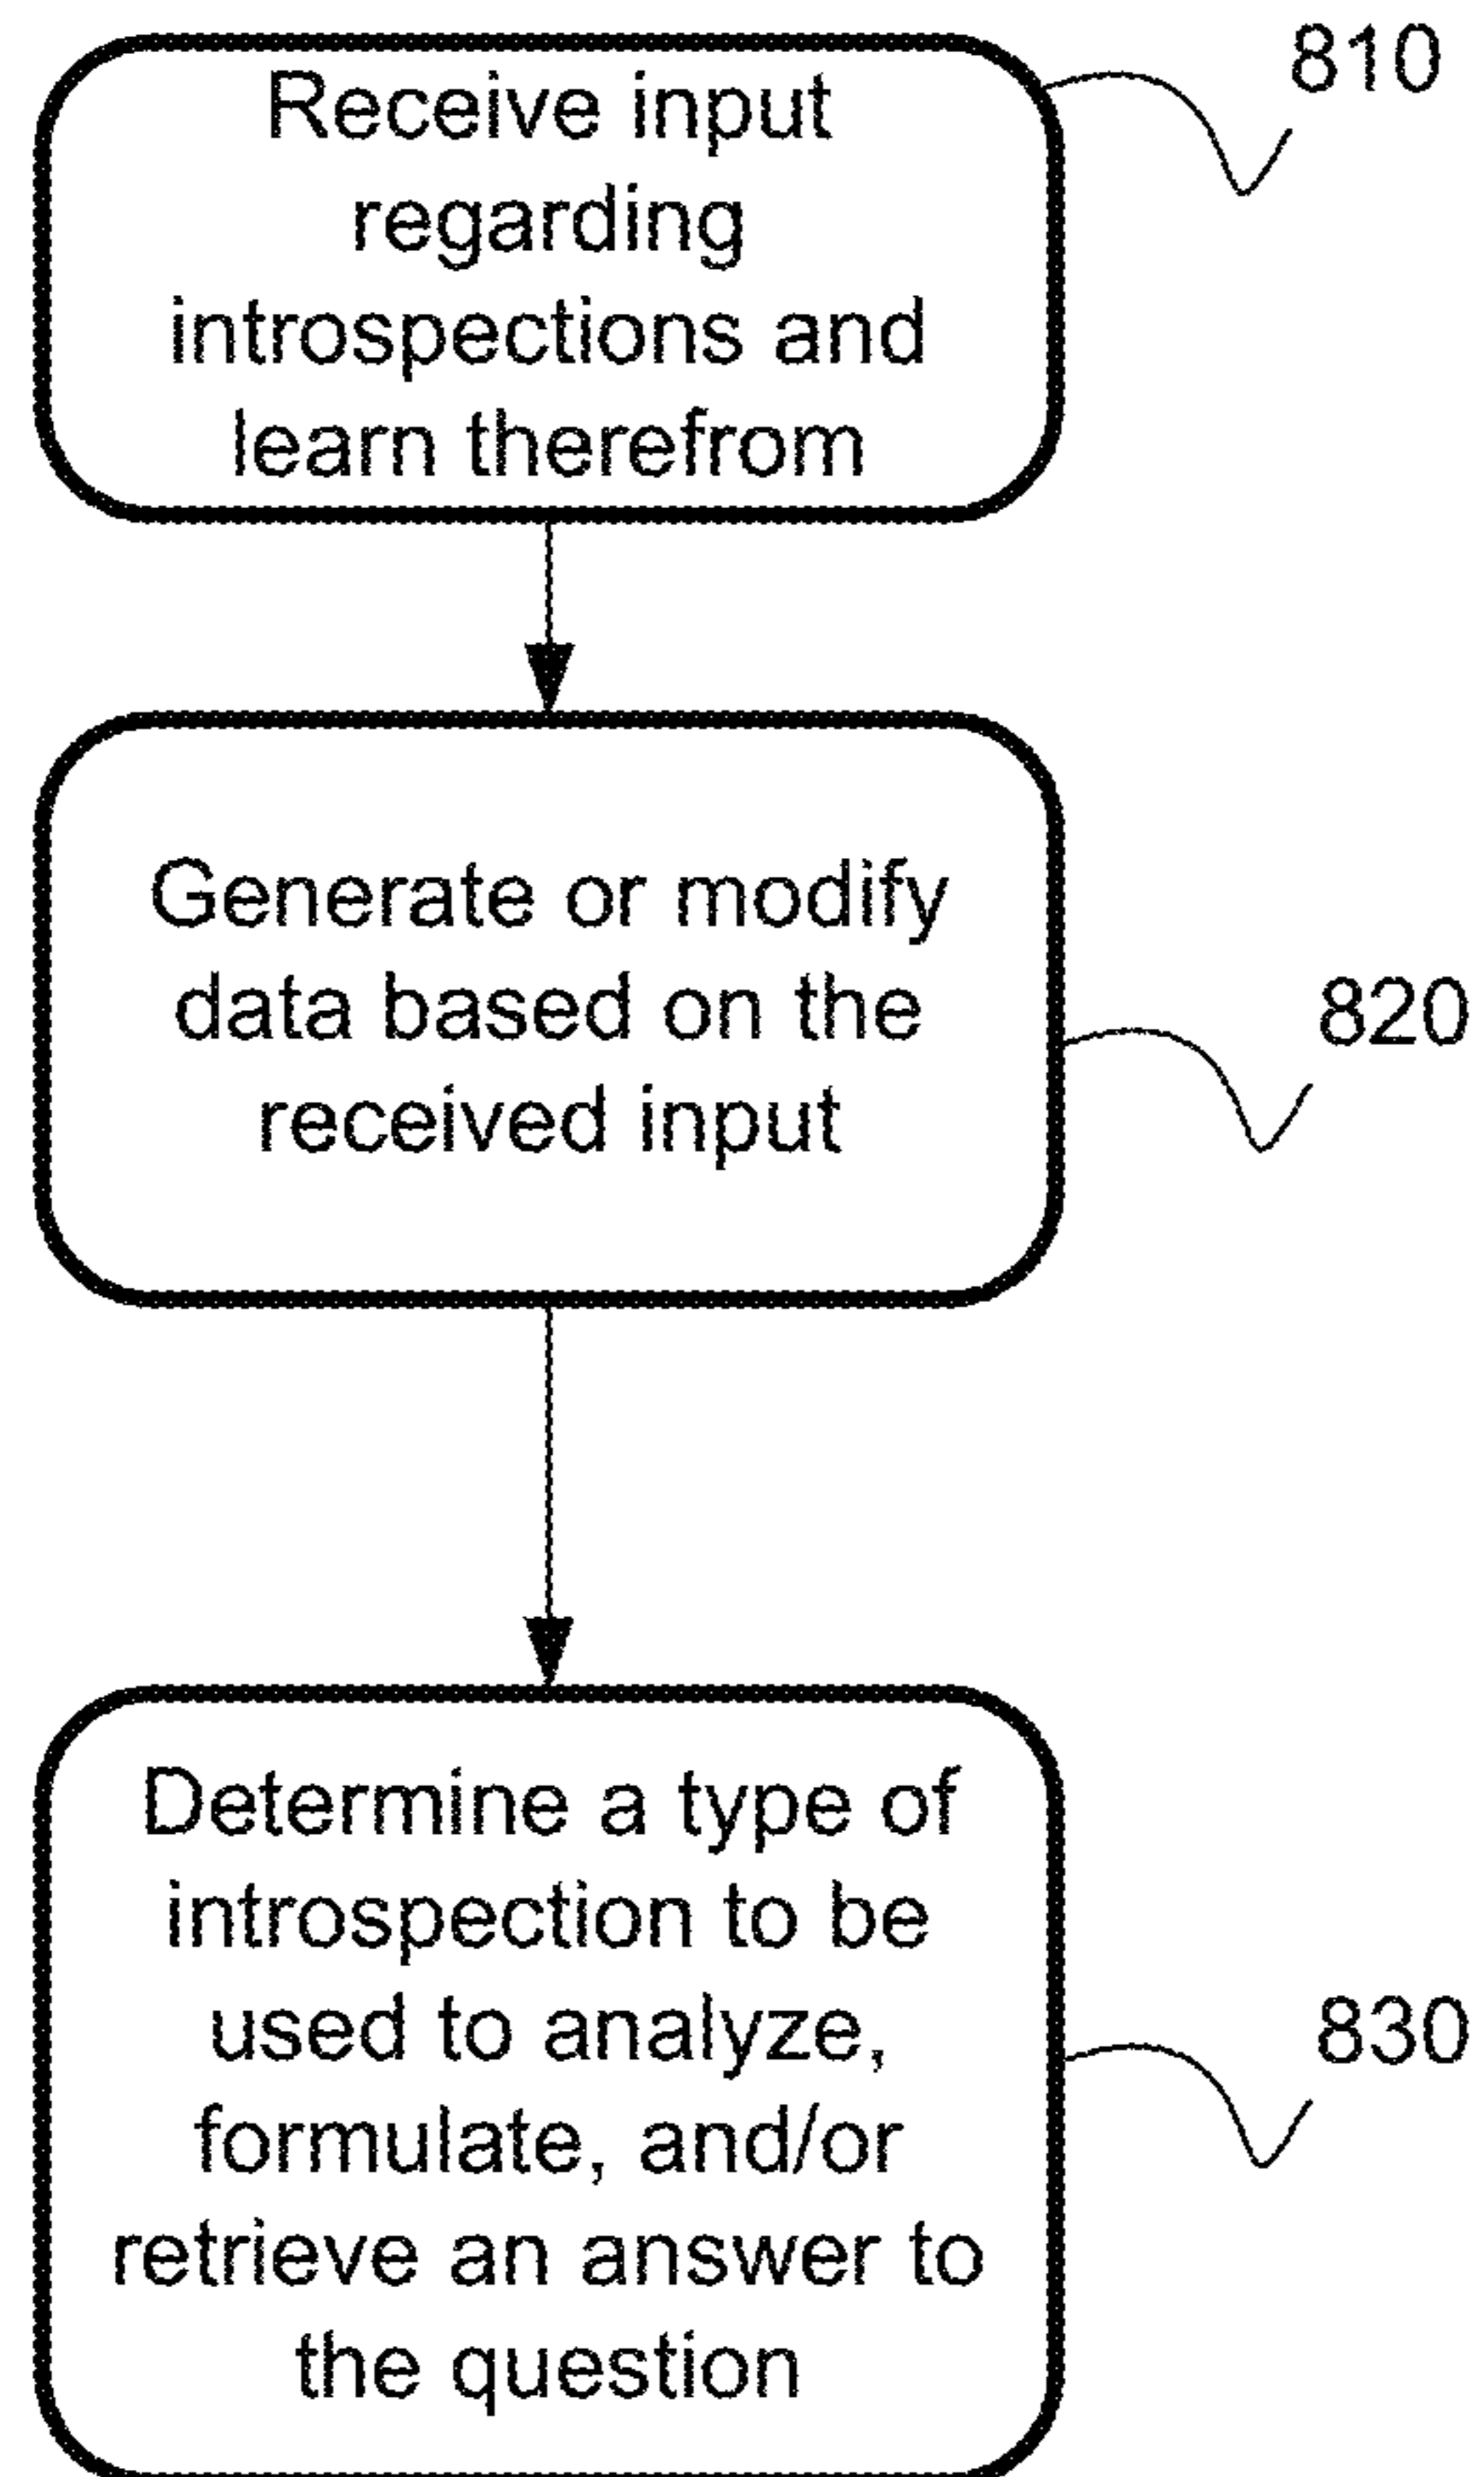 Receive input
regarding
introspections and
learn therefrom
810
Generate or modify
data based on the
received input
820
Determine a type of
introspection to be
used to analyze,
formulate, and/or
retrieve an answer to
the question
830